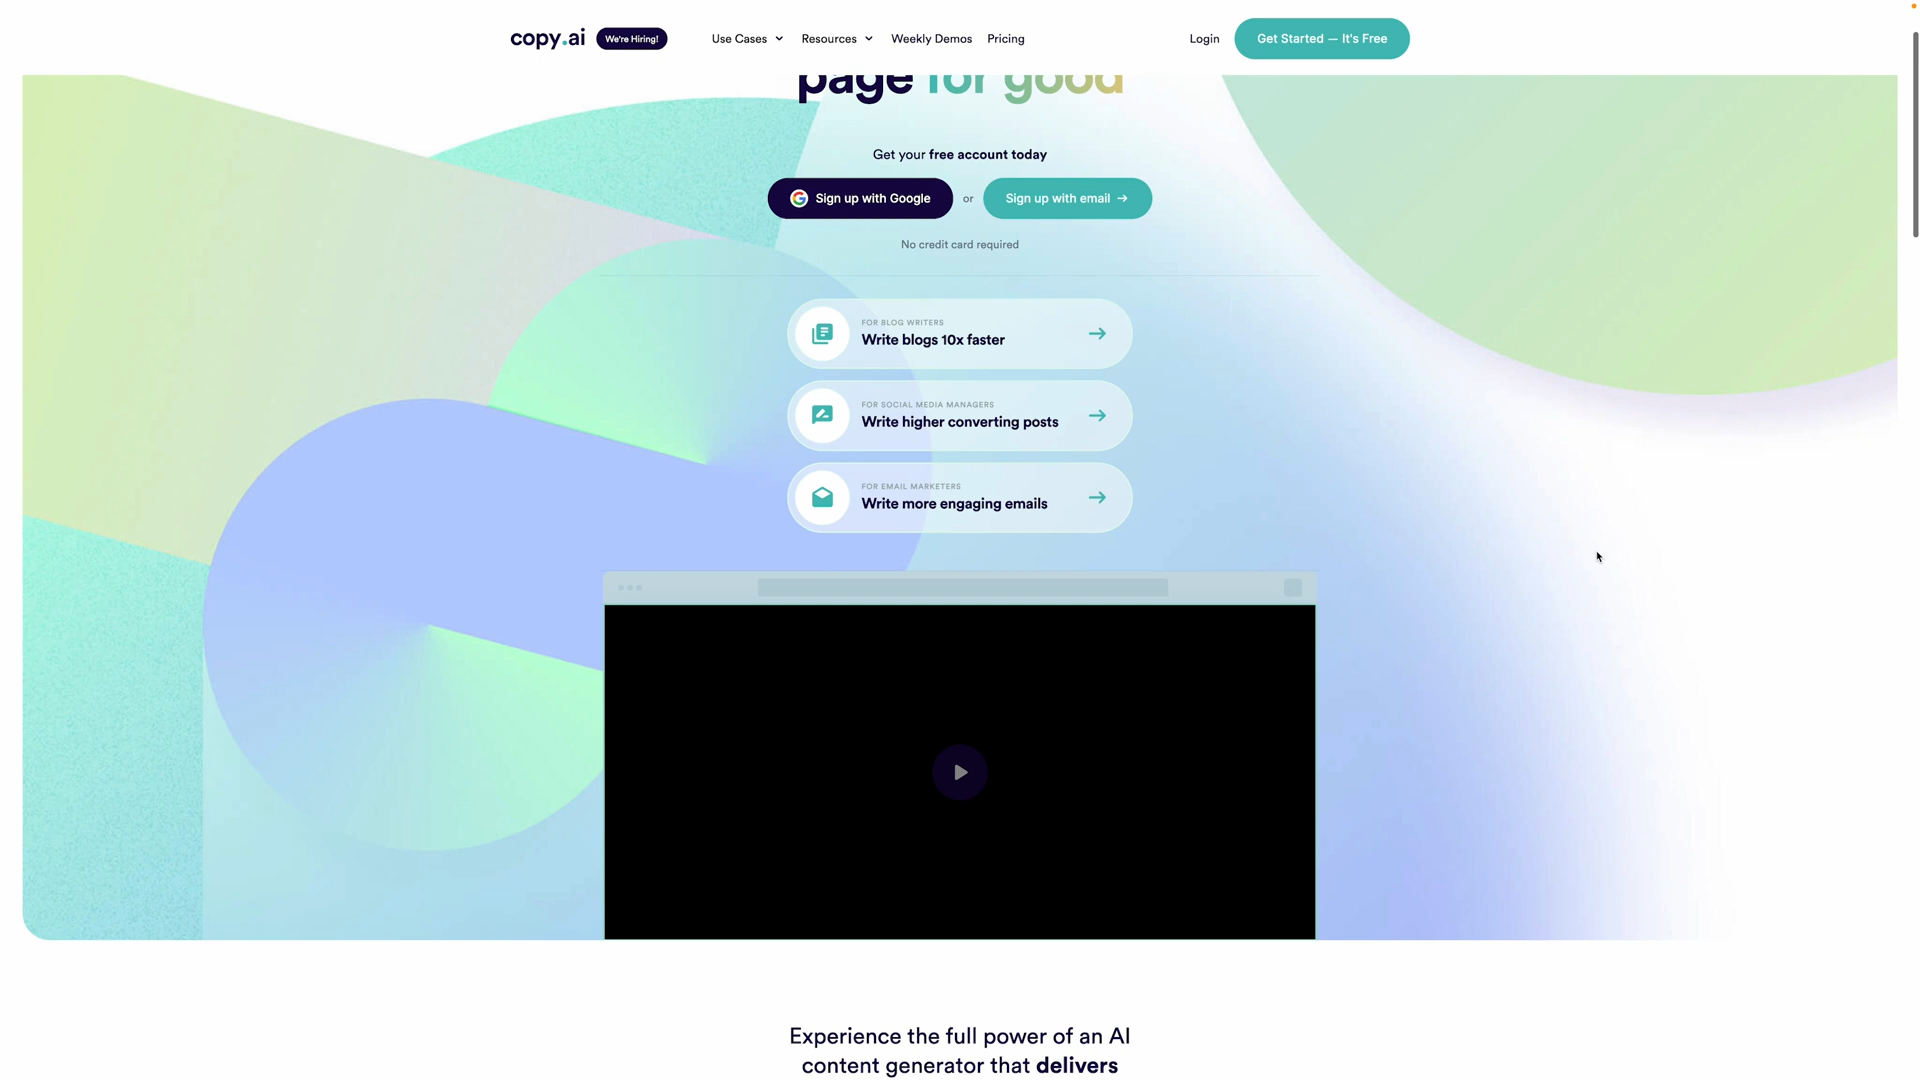 copy.ai
We're Hiring!
Use Cases
Resources
Weekly Demos
Pricing
Login
Get Started — It's Free
page for good
Get your free account today
Sign up with Google
or
Sign up with email →
No credit card required
FOR BLOG WRITERS
Write blogs 10x faster
FOR SOCIAL MEDIA MANAGERS
Write higher converting posts
FOR EMAIL MARKETERS
Write more engaging emails
Experience the full power of an AI
content generator that delivers